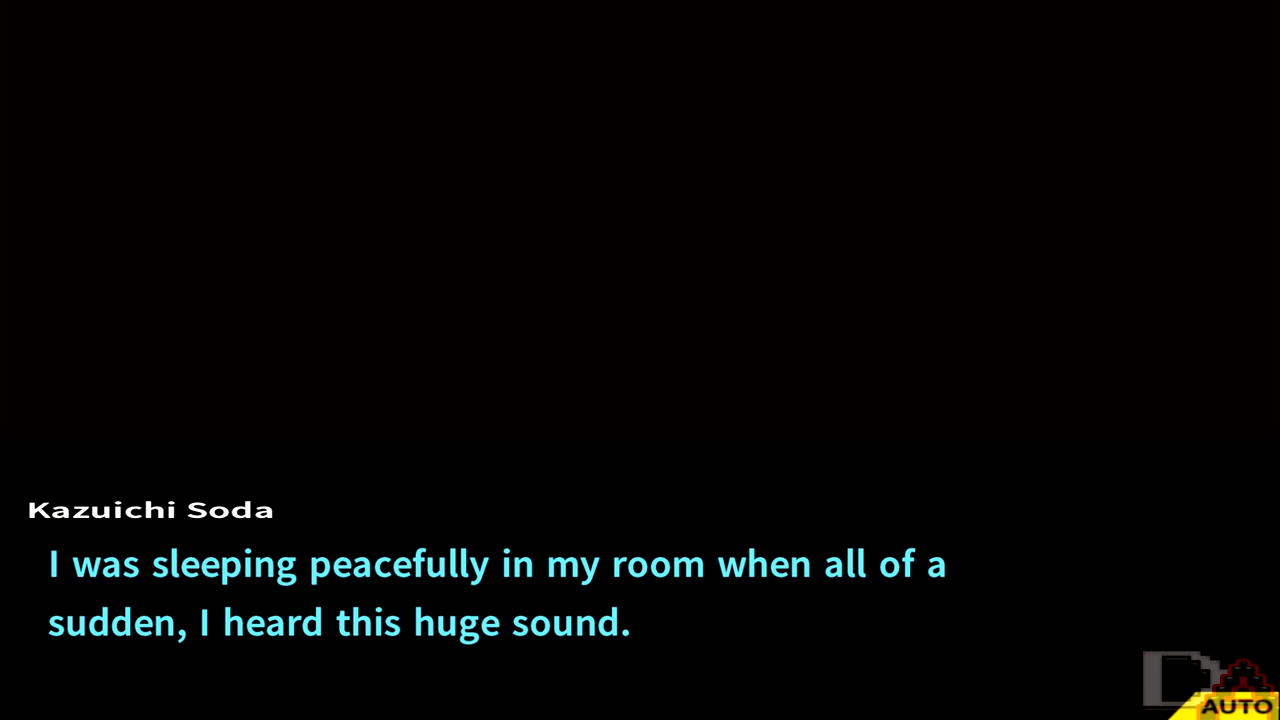 Kazuichi Soda
I was sleeping peacefully in my room when all of a
sudden, I heard this huge sound.
AUTO